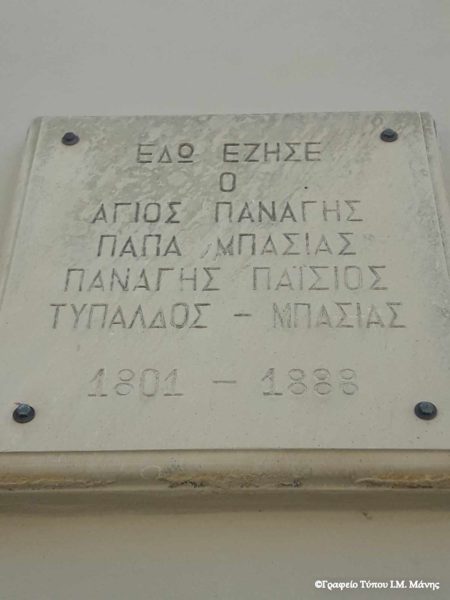 ΕΔΩ ΕΖΗΣΕ
Ο
ΑΓΙΟΣ ΠΑΝΑΓΗΣ
ΠΑΠΑ ΜΠΑΣΙΑΣ
ΠΑΝΑΓΗΣ ΠΑΪΣΙΟΣ
ΤΥΠΑΛΔΟΣ - ΜΠΑΣΙΑΣ
1801 - 1888
©Γραφείο Τύπου Ι.Μ. Μάνης